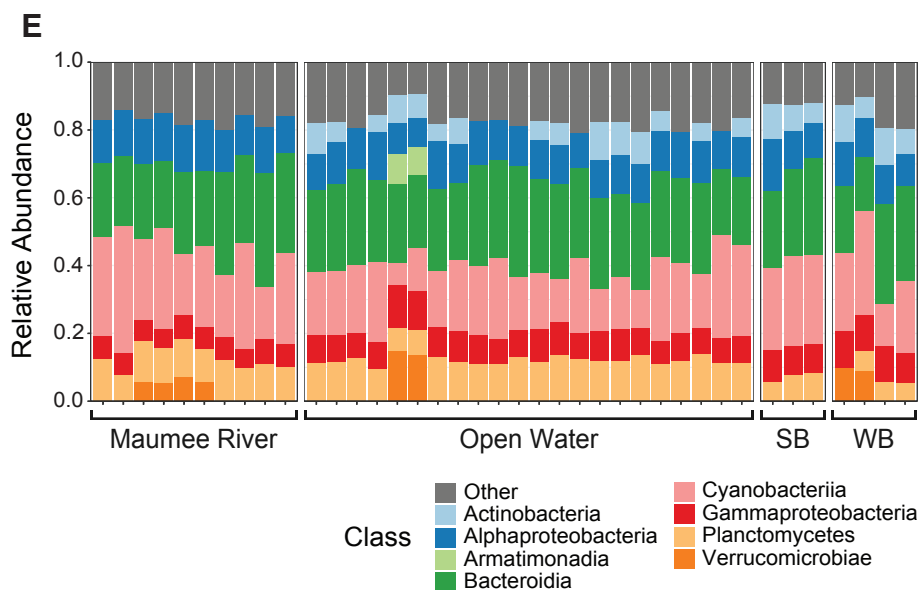 E
Relative Abundance
1.0
0.8
0.6
0.4
0.2
0.0
Maumee River
Open Water
SB
WB
Class
Other
Actinobacteria
Alphaproteobacteria
Armatimonadia
Bacteroidia
Cyanobacteriia
Gammaproteobacteria
Planctomycetes
Verrucomicrobiae